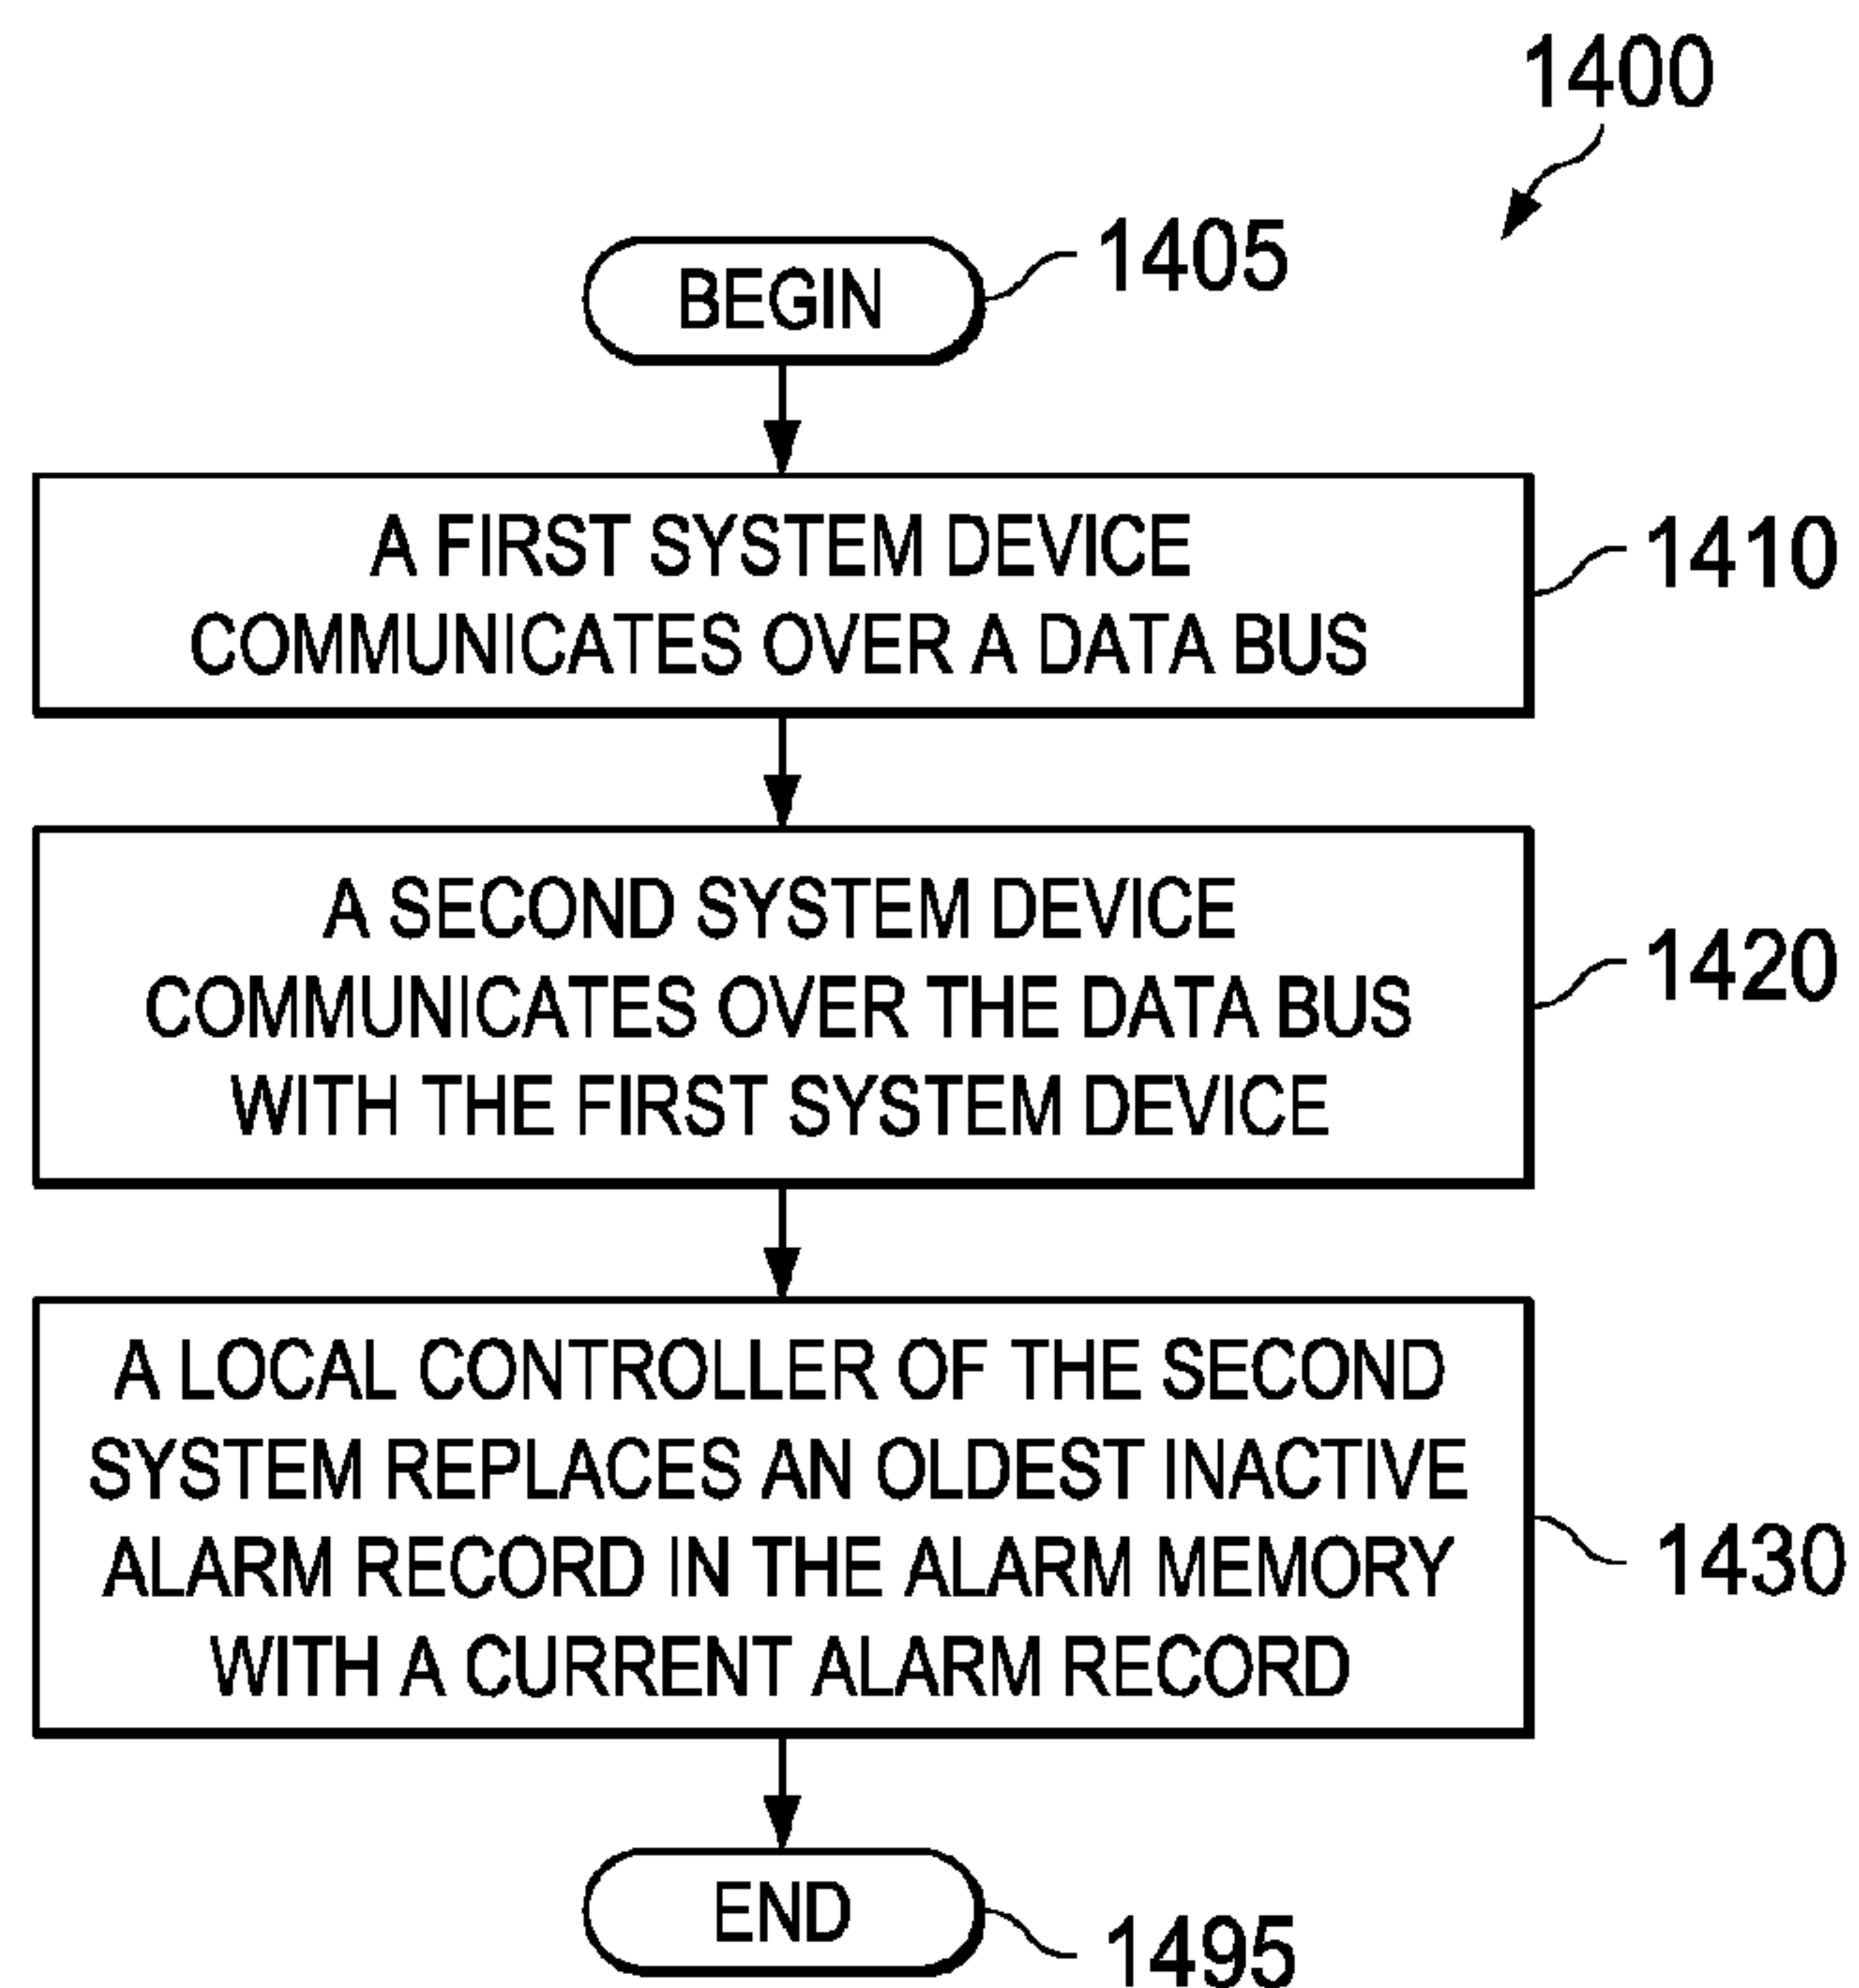 1400
BEGIN
1405
A FIRST SYSTEM DEVICE
COMMUNICATES OVER A DATA BUS
1410
A SECOND SYSTEM DEVICE
COMMUNICATES OVER THE DATA BUS
WITH THE FIRST SYSTEM DEVICE
1420
A LOCAL CONTROLLER OF THE SECOND
SYSTEM REPLACES AN OLDEST INACTIVE
ALARM RECORD IN THE ALARM MEMORY
WITH A CURRENT ALARM RECORD
1430
END
1495